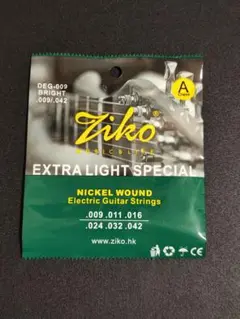 DEG-009
BRIGHT
.009/.042
A
Ziko
EXTRA LIGHT SPECIAL
NICKEL WOUND
Electric Guitar Strings
.009 .011 .016
.024 .032 .042
www.ziko.hk